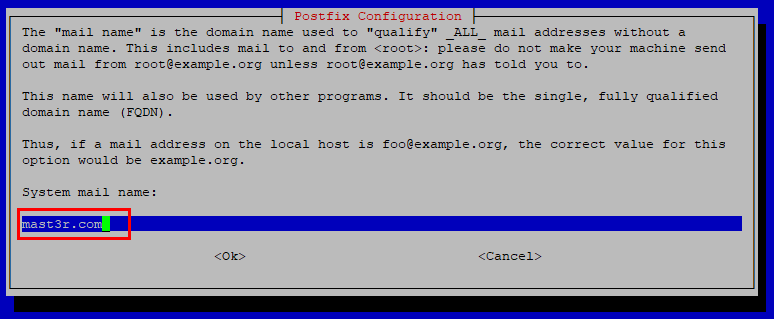 Postfix Configuration
The "mail name" is the domain name used to "qualify" _ALL_ mail addresses without a
domain name. This includes mail to and from <root>: please do not make your machine send
out mail from root@example.org unless root@example.org has told you to.
This name will also be used by other programs. It should be the single, fully qualified
domain name (FQDN).
Thus, if a mail address on the local host is foo@example.org, the correct value for this
option would be example.org.
System mail name:
mast3r.com
<Ok> <Cancel>